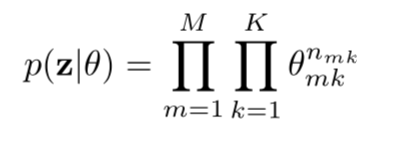 p(𝐳|θ) = ∏_{m=1}^{M} ∏_{k=1}^{K} θ_{mk}^{n_{mk}}